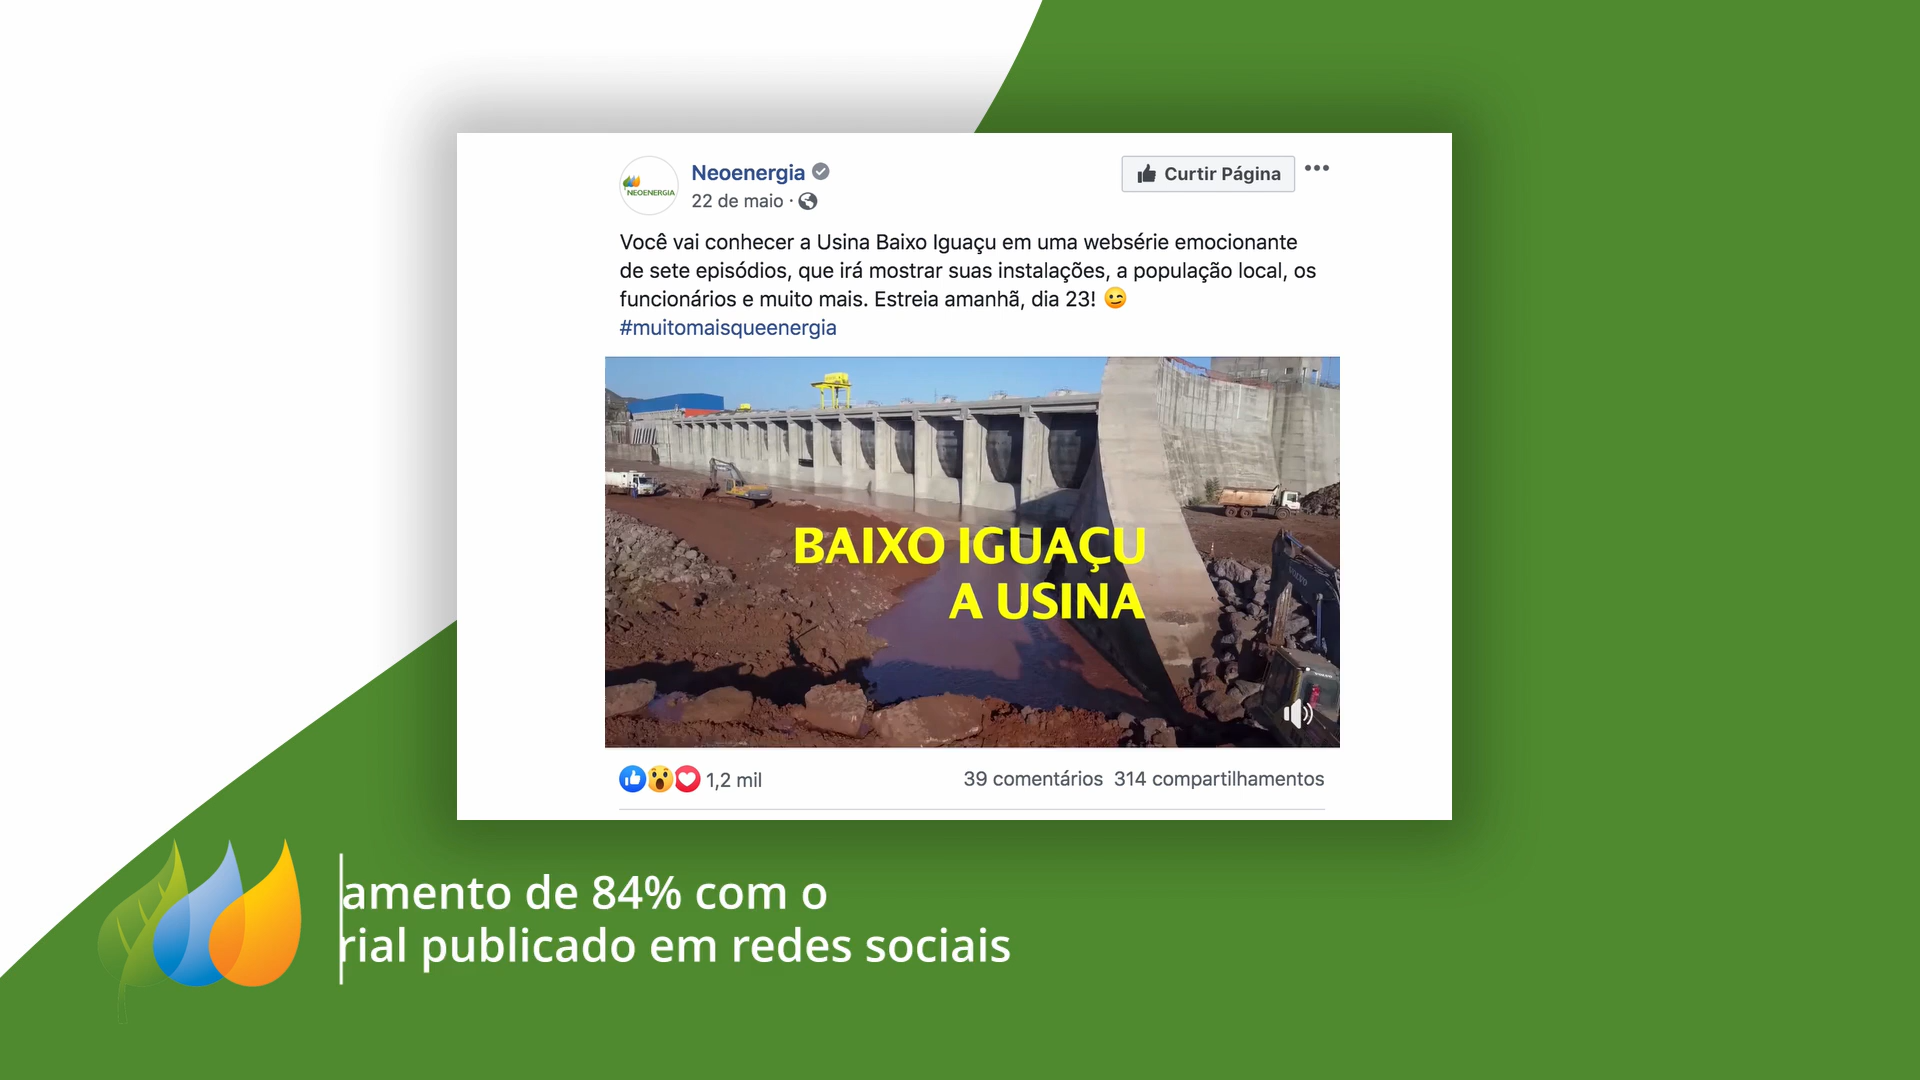 NEOENERGIA
Neoenergia
22 de maio ·
Curtir Página
Você vai conhecer a Usina Baixo Iguaçu em uma websérie emocionante
de sete episódios, que irá mostrar suas instalações, a população local, os
funcionários e muito mais. Estreia amanhã, dia 23! 😉
#muitomaisqueenergia
BAIXO IGUAÇU
A USINA
VOLVO
1,2 mil
39 comentários 314 compartilhamentos
amento de 84% com o
rial publicado em redes sociais